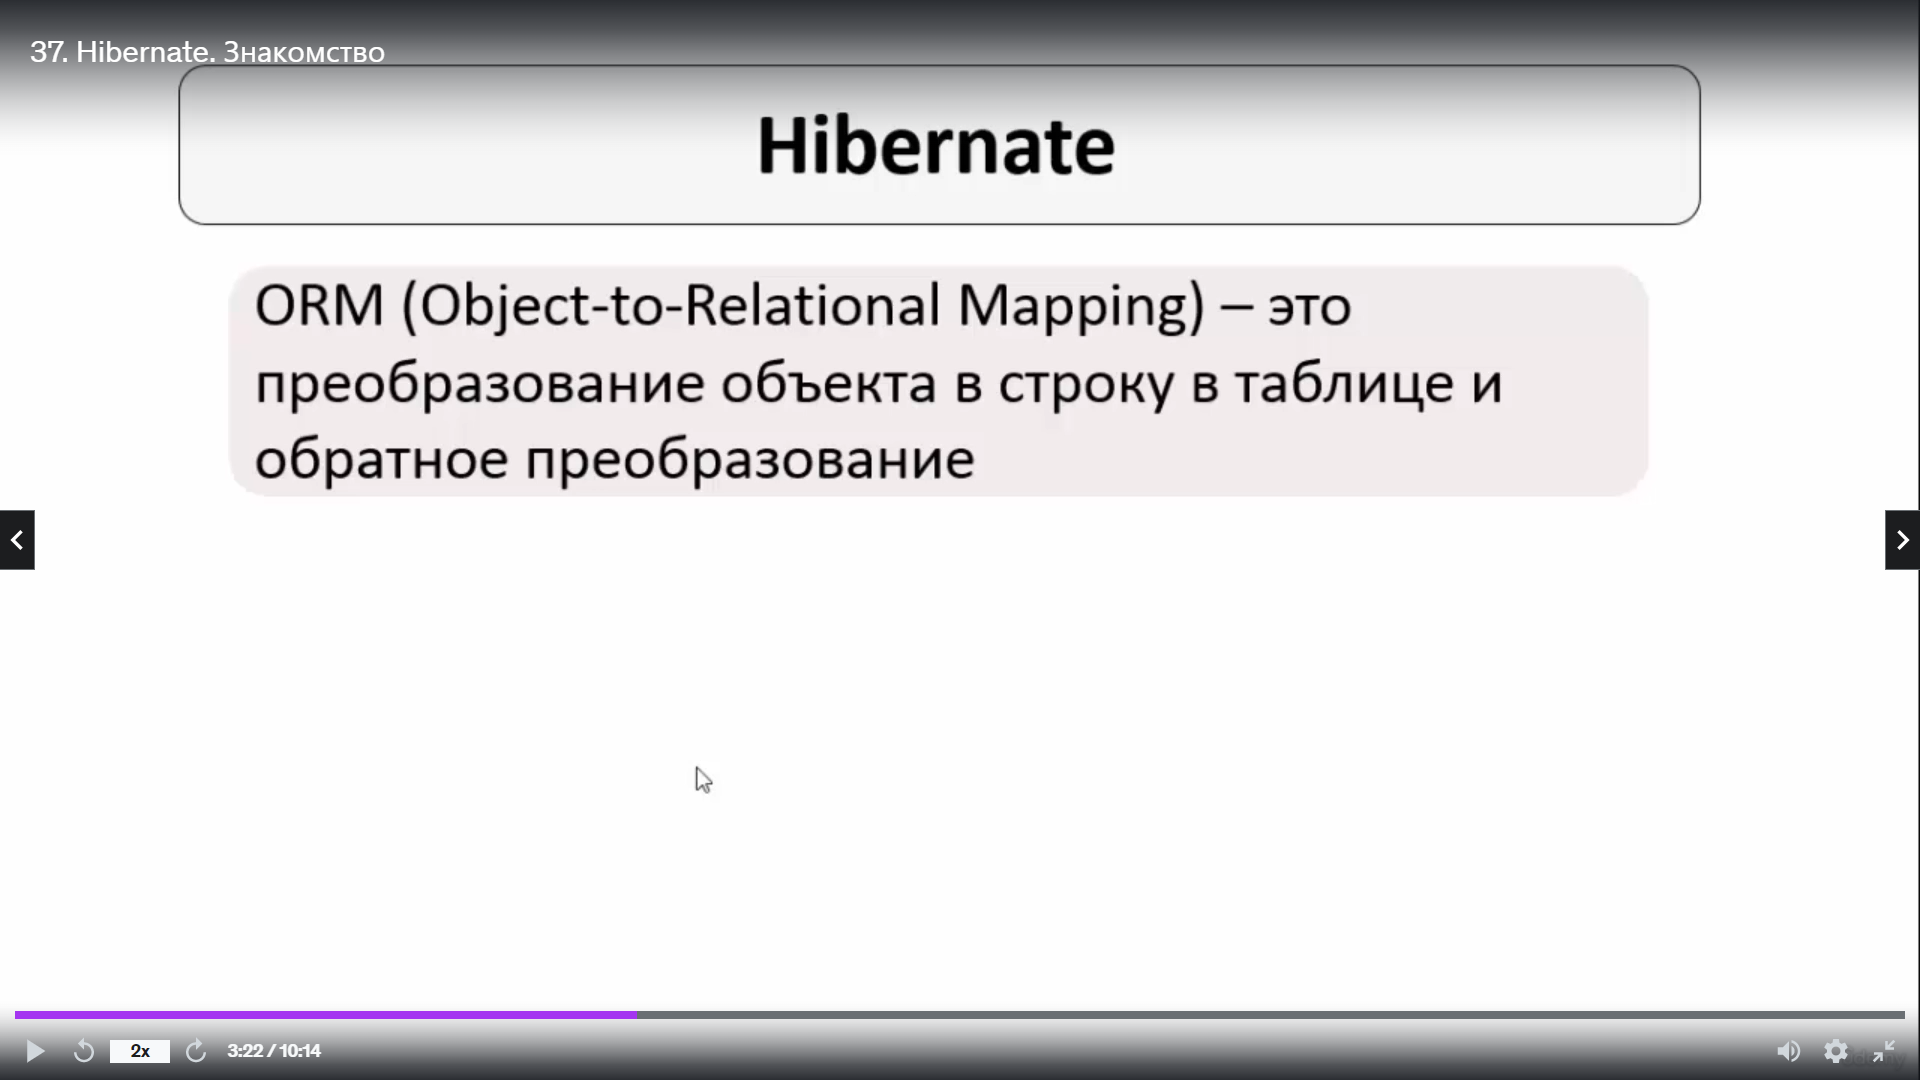 37. Hibernate. Знакомство
Hibernate
ORM (Object-to-Relational Mapping) – это
преобразование объекта в строку в таблице и
обратное преобразование
2x
3:22 / 10:14